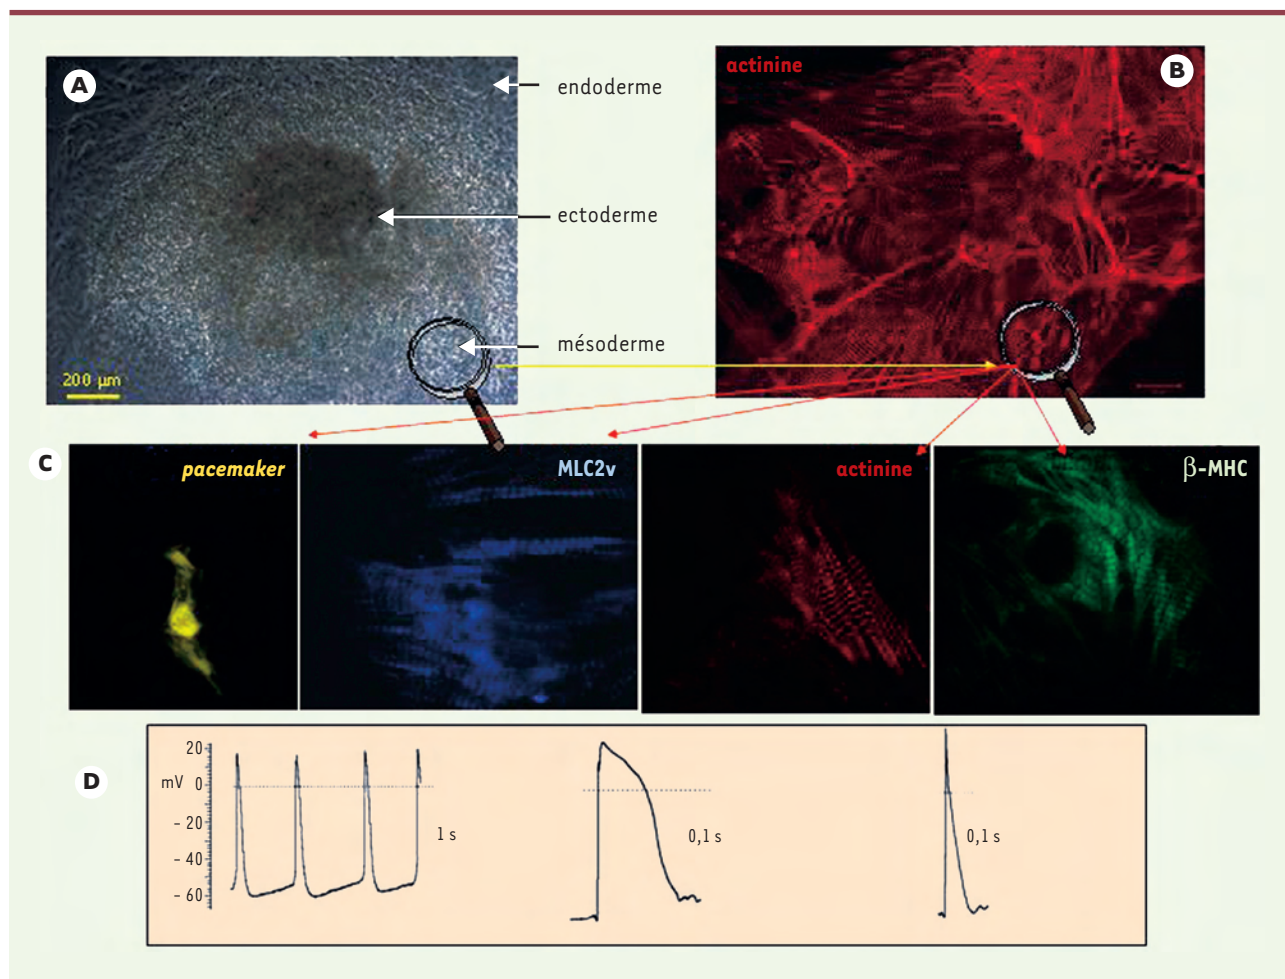 A
endoderme
ectoderme
mésoderme
200 µm
actinine
B
C
pacemaker
MLC2v
actinine
β-MHC
D
20
mV 0
- 20
- 40
- 60
1 s
0,1 s
0,1 s